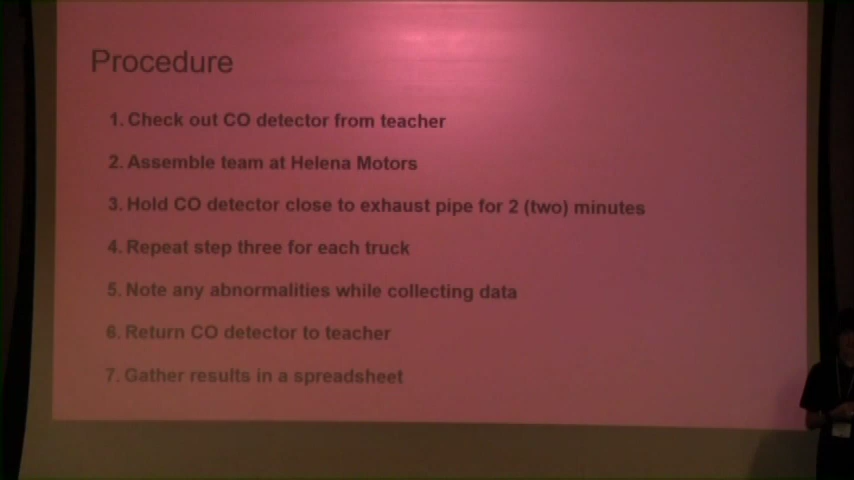 Procedure
1. Check out CO detector from teacher
2. Assemble team at Helena Motors
3. Hold CO detector close to exhaust pipe for 2 (two) minutes
4. Repeat step three for each truck
5. Note any abnormalities while collecting data
6. Return CO detector to teacher
7. Gather results in a spreadsheet